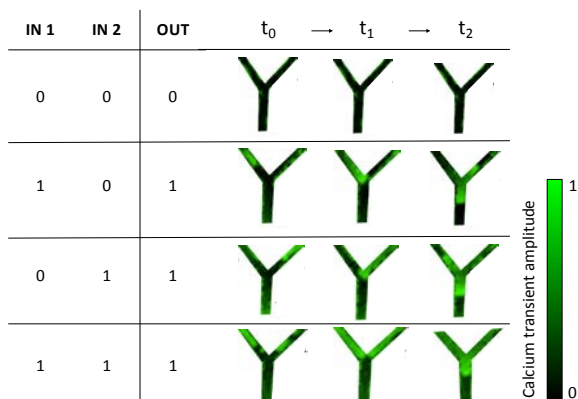 IN 1 IN 2 OUT t₀ → t₁ → t₂
0 0 0
1 0 1
0 1 1
1 1 1
Calcium transient amplitude
1
0